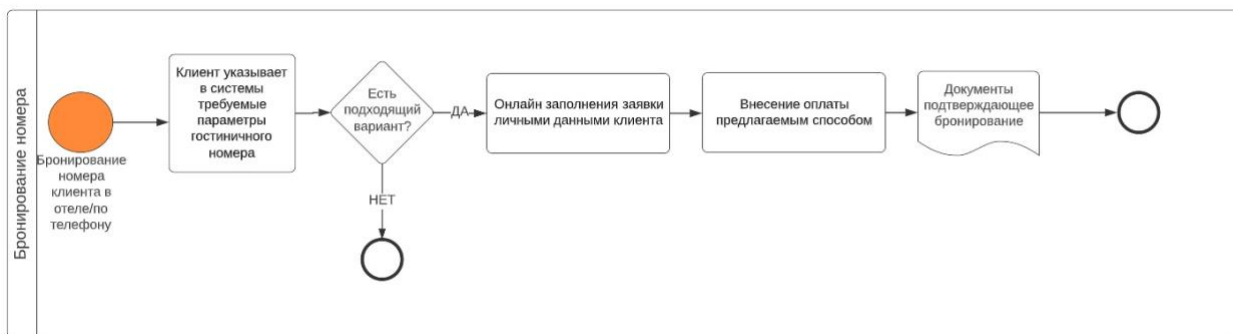 Бронирование номера
Бронирование
номера
клиента в
отеле/по
телефону
Клиент указывает
в системы
требуемые
параметры
гостиничного
номера
Есть
подходящий
вариант?
ДА
НЕТ
Онлайн заполнения заявки
личными данными клиента
Внесение оплаты
предлагаемым способом
Документы
подтверждающее
бронирование